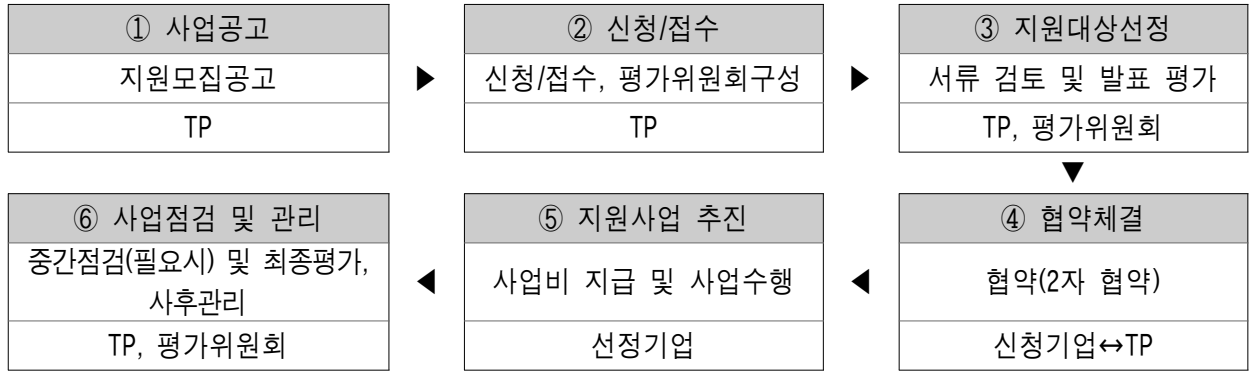 ① 사업공고
지원모집공고
TP
▶
② 신청/접수
신청/접수, 평가위원회구성
TP
▶
③ 지원대상선정
서류 검토 및 발표 평가
TP, 평가위원회
▼
④ 협약체결
협약(2자 협약)
신청기업↔TP
◀
⑤ 지원사업 추진
사업비 지급 및 사업수행
선정기업
◀
⑥ 사업점검 및 관리
중간점검(필요시) 및 최종평가,
사후관리
TP, 평가위원회